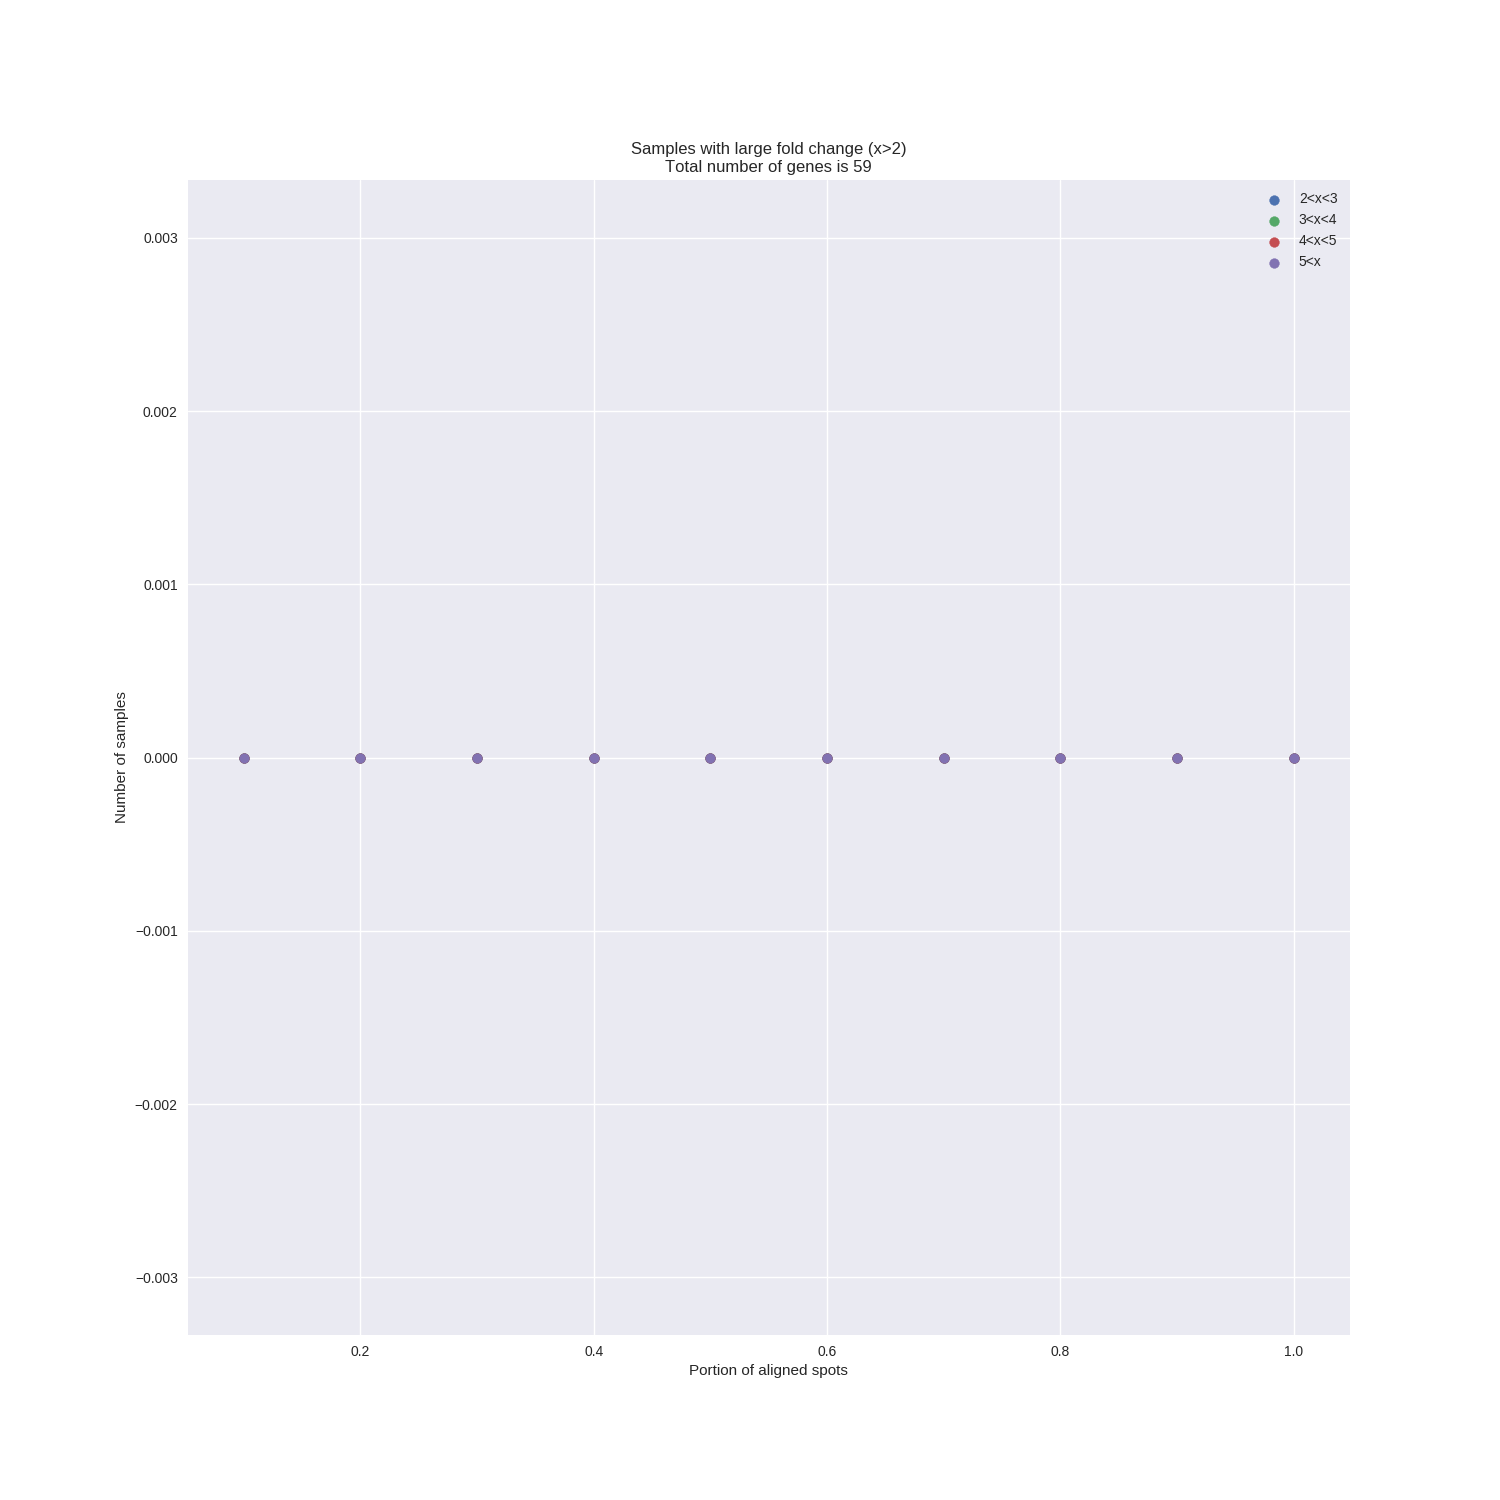 Samples with large fold change (x>2)
Total number of genes is 59
2<x<3
3<x<4
4<x<5
5<x
0.003
0.002
0.001
0.000
−0.001
−0.002
−0.003
Number of samples
0.2 0.4 0.6 0.8 1.0
Portion of aligned spots